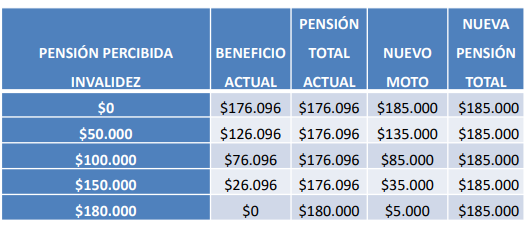 PENSIÓN PERCIBIDA INVALIDEZ | BENEFICIO ACTUAL | PENSIÓN TOTAL ACTUAL | NUEVO MOTO | NUEVA PENSIÓN TOTAL
$0 | $176.096 | $176.096 | $185.000 | $185.000
$50.000 | $126.096 | $176.096 | $135.000 | $185.000
$100.000 | $76.096 | $176.096 | $85.000 | $185.000
$150.000 | $26.096 | $176.096 | $35.000 | $185.000
$180.000 | $0 | $180.000 | $5.000 | $185.000